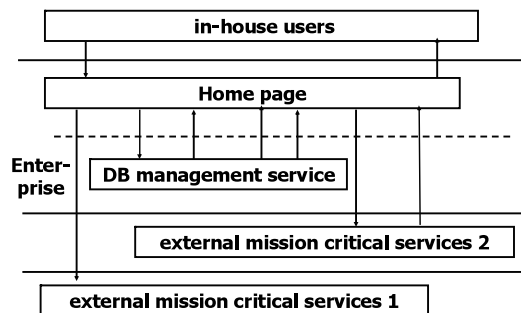 in-house users
Home page
Enter-
prise
DB management service
external mission critical services 2
external mission critical services 1